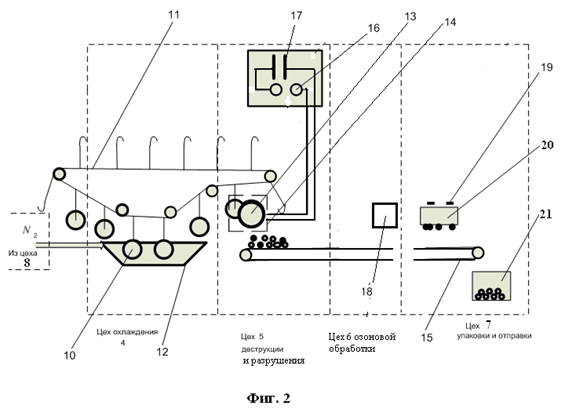 11
17
16
13
14
19
20
21
N 2
Из цеха
8
Цех охлаждения
4
10
12
Цех 5
деструкции
и разрушения
18
Цех 6 озоновой
обработки
15
Цех 7
упаковки и отправки
Фиг. 2